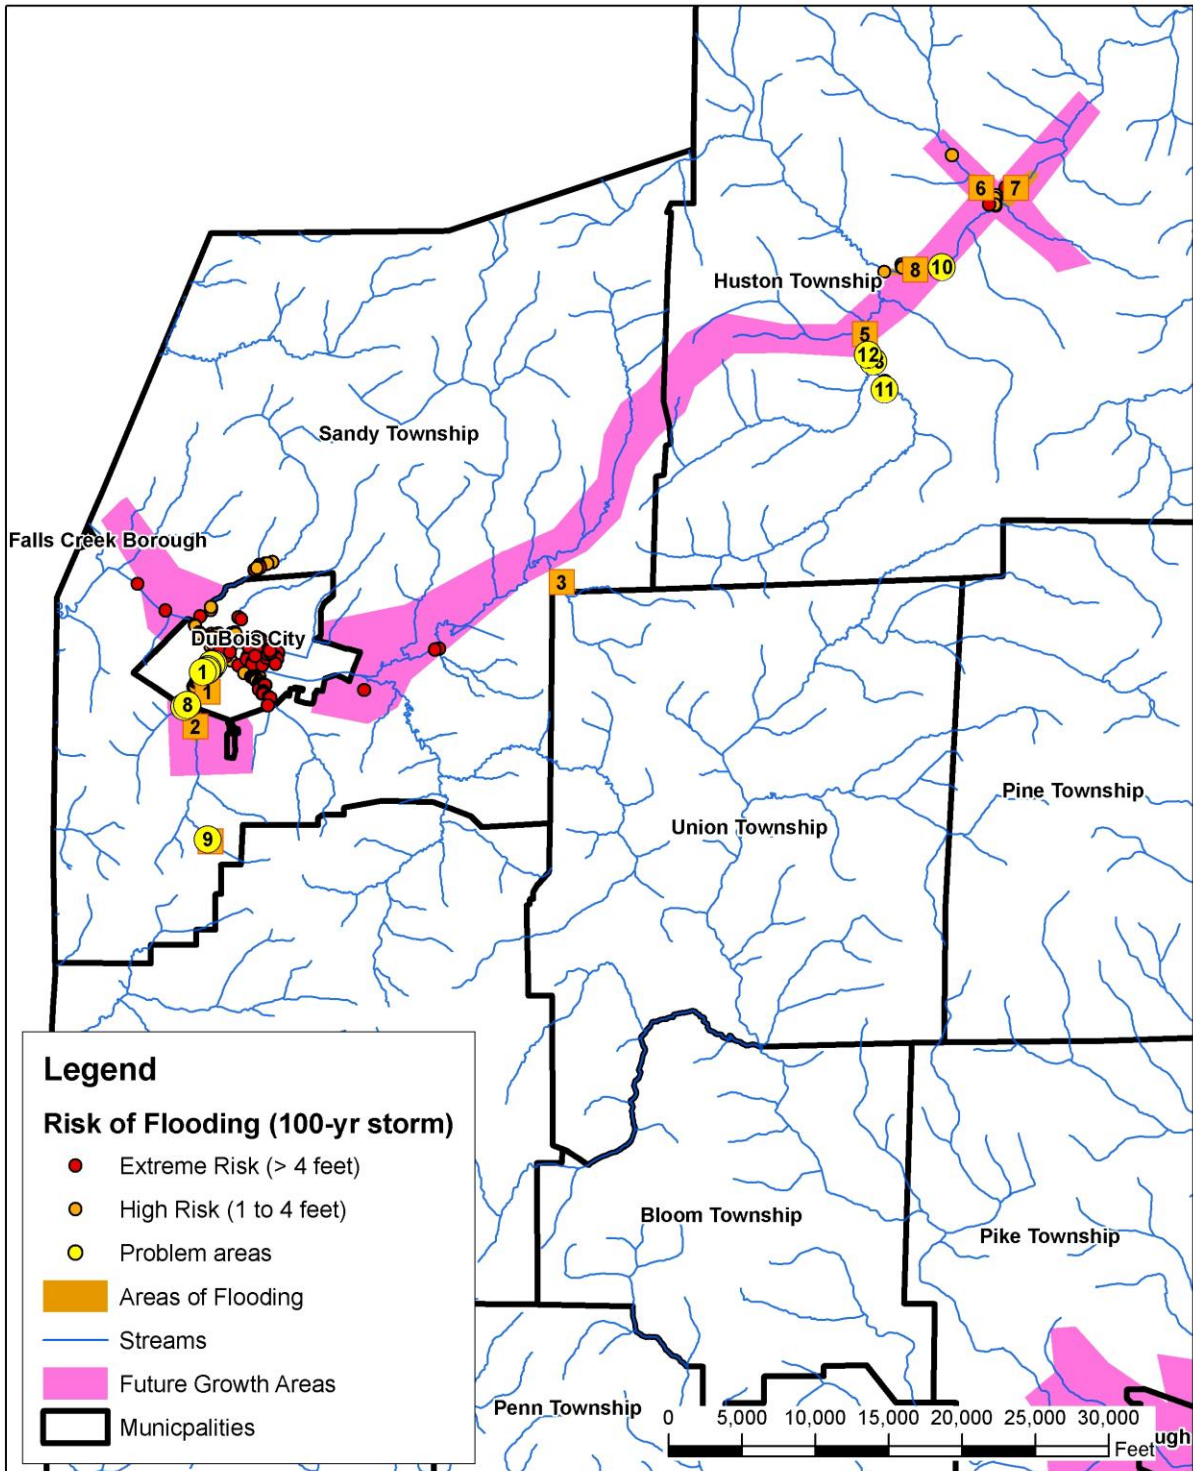 6
7
10
8
Huston Township
5
12
3
11
Sandy Township
Falls Creek Borough
3
DuBois City
1
1
8
2
Pine Township
Union Township
9
Legend
Risk of Flooding (100-yr storm)
Extreme Risk (> 4 feet)
High Risk (1 to 4 feet)
Problem areas
Areas of Flooding
Streams
Future Growth Areas
Municpalities
Bloom Township
Pike Township
Penn Township
0 5,000 10,000 15,000 20,000 25,000 30,000
Feet
ugh